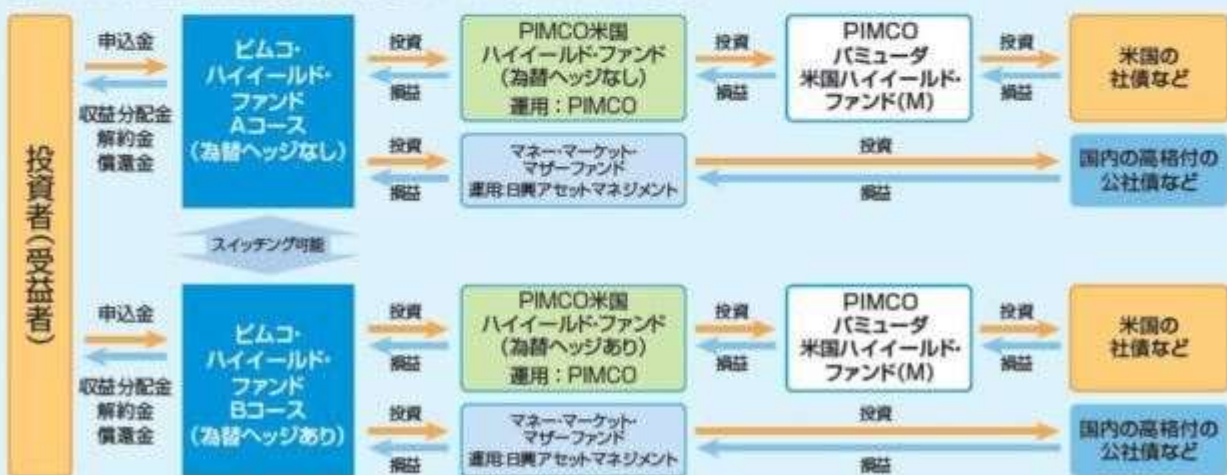 投資者(受益者)
申込金
収益分配金
解約金
償還金
ピムコ・
ハイイールド・
ファンド
Aコース
(為替ヘッジなし)
投資
損益
PIMCO米国
ハイイールド・ファンド
(為替ヘッジなし)
運用:PIMCO
投資
損益
PIMCO
バミューダ
米国ハイイールド・
ファンド(M)
投資
損益
米国の
社債など
投資
損益
マネー・マーケット・
マザーファンド
運用:日興アセットマネジメント
投資
損益
国内の高格付の
公社債など
スイッチング可能
申込金
収益分配金
解約金
償還金
ピムコ・
ハイイールド・
ファンド
Bコース
(為替ヘッジあり)
投資
損益
PIMCO米国
ハイイールド・ファンド
(為替ヘッジあり)
運用:PIMCO
投資
損益
PIMCO
バミューダ
米国ハイイールド・
ファンド(M)
投資
損益
米国の
社債など
投資
損益
マネー・マーケット・
マザーファンド
運用:日興アセットマネジメント
投資
損益
国内の高格付の
公社債など